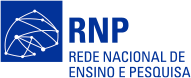 RNP
REDE NACIONAL DE
ENSINO E PESQUISA